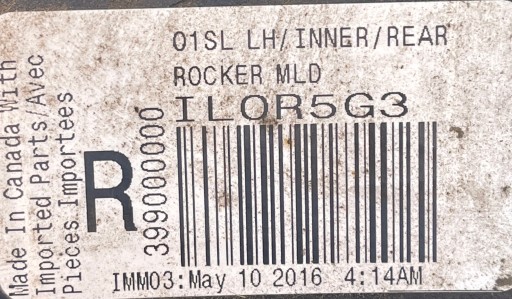 01SL LH/INNER/REAR
ROCKER MLD
ILOR5G3
Made In Canada With
Imported Parts/Avec
Pieces Importees
R
399000000
IMM03:May 10 2016 4:14AM